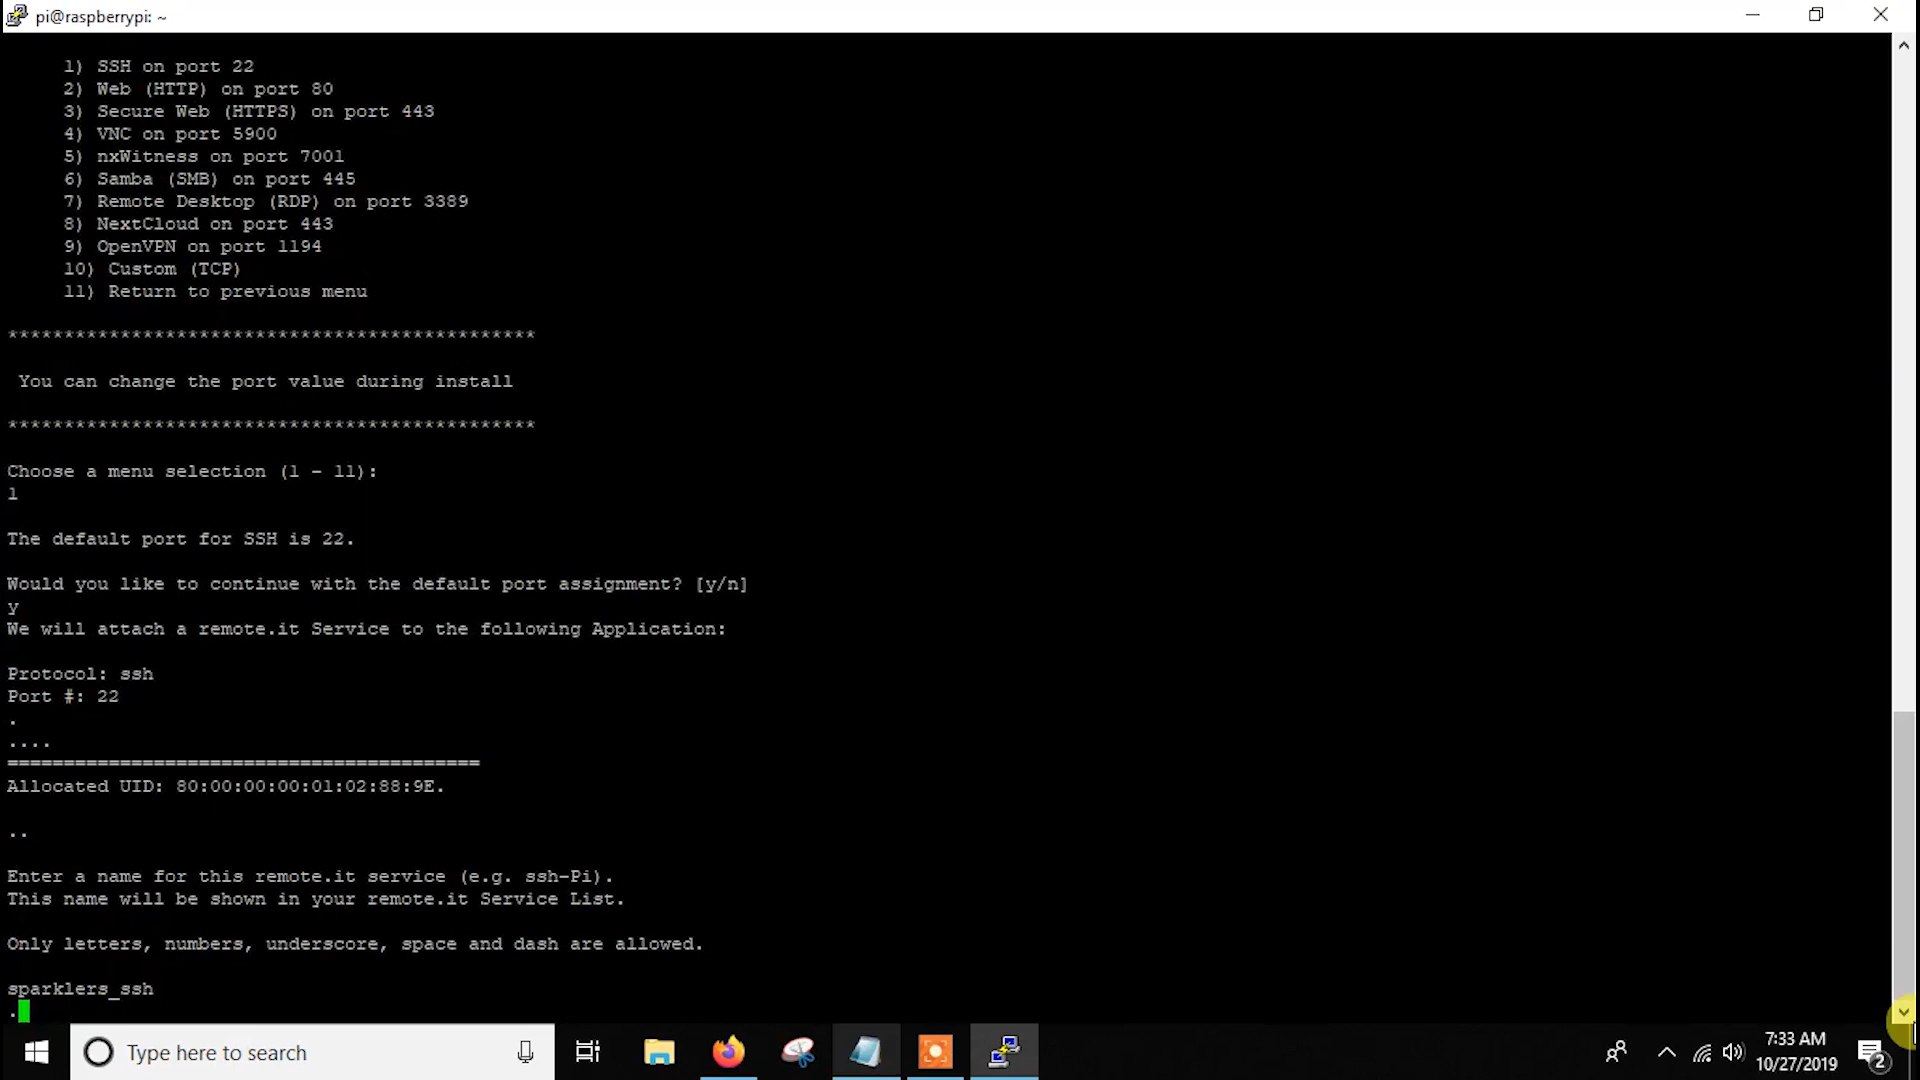 pi@raspberrypi: ~
1) SSH on port 22
2) Web (HTTP) on port 80
3) Secure Web (HTTPS) on port 443
4) VNC on port 5900
5) nxWitness on port 7001
6) Samba (SMB) on port 445
7) Remote Desktop (RDP) on port 3389
8) NextCloud on port 443
9) OpenVPN on port 1194
10) Custom (TCP)
11) Return to previous menu
***********************************************
You can change the port value during install
***********************************************
Choose a menu selection (1 - 11):
1
The default port for SSH is 22.
Would you like to continue with the default port assignment? [y/n]
y
We will attach a remote.it Service to the following Application:
Protocol: ssh
Port #: 22
.
....
==========================================
Allocated UID: 80:00:00:00:01:02:88:9E.
..
Enter a name for this remote.it service (e.g. ssh-Pi).
This name will be shown in your remote.it Service List.
Only letters, numbers, underscore, space and dash are allowed.
sparklers_ssh
.
Type here to search
7:33 AM
10/27/2019
2